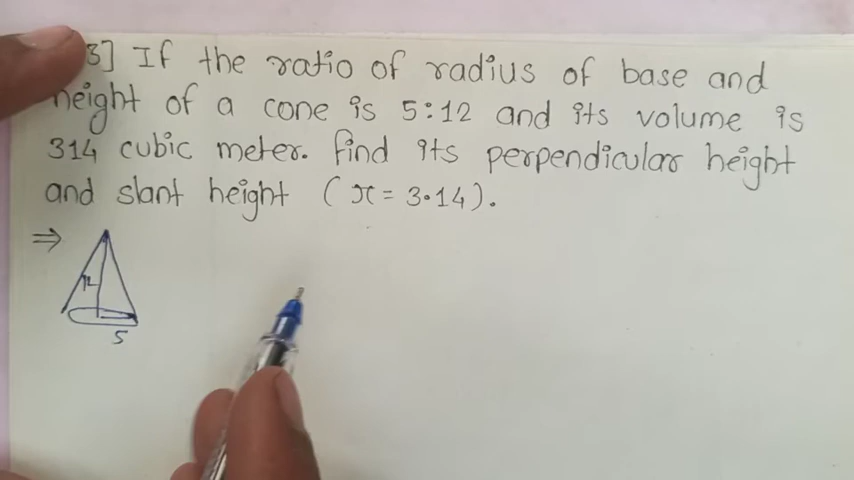 3] If the ratio of radius of base and
height of a cone is 5:12 and its volume is
314 cubic meter. Find its perpendicular height
and slant height (π = 3.14).
⇒
12
5